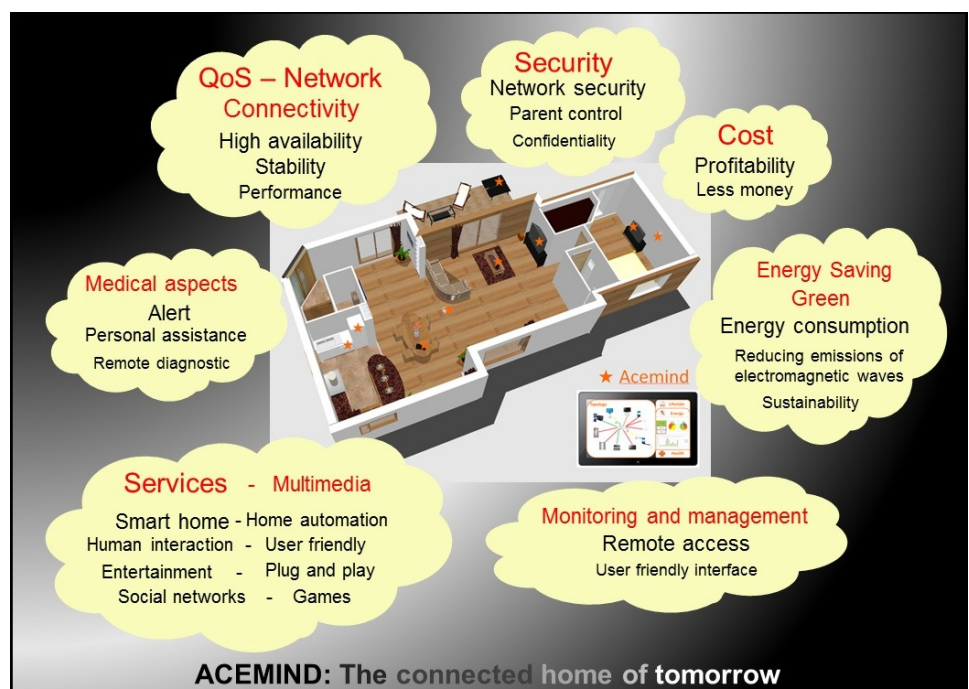 QoS – Network
Connectivity
High availability
Stability
Performance
Security
Network security
Parent control
Confidentiality
Cost
Profitability
Less money
Medical aspects
Alert
Personal assistance
Remote diagnostic
Energy Saving
Green
Energy consumption
Reducing emissions of
electromagnetic waves
Sustainability
★ Acemind
Energy
Health
Services - Multimedia
Smart home - Home automation
Human interaction - User friendly
Entertainment - Plug and play
Social networks - Games
Monitoring and management
Remote access
User friendly interface
ACEMIND: The connected home of tomorrow